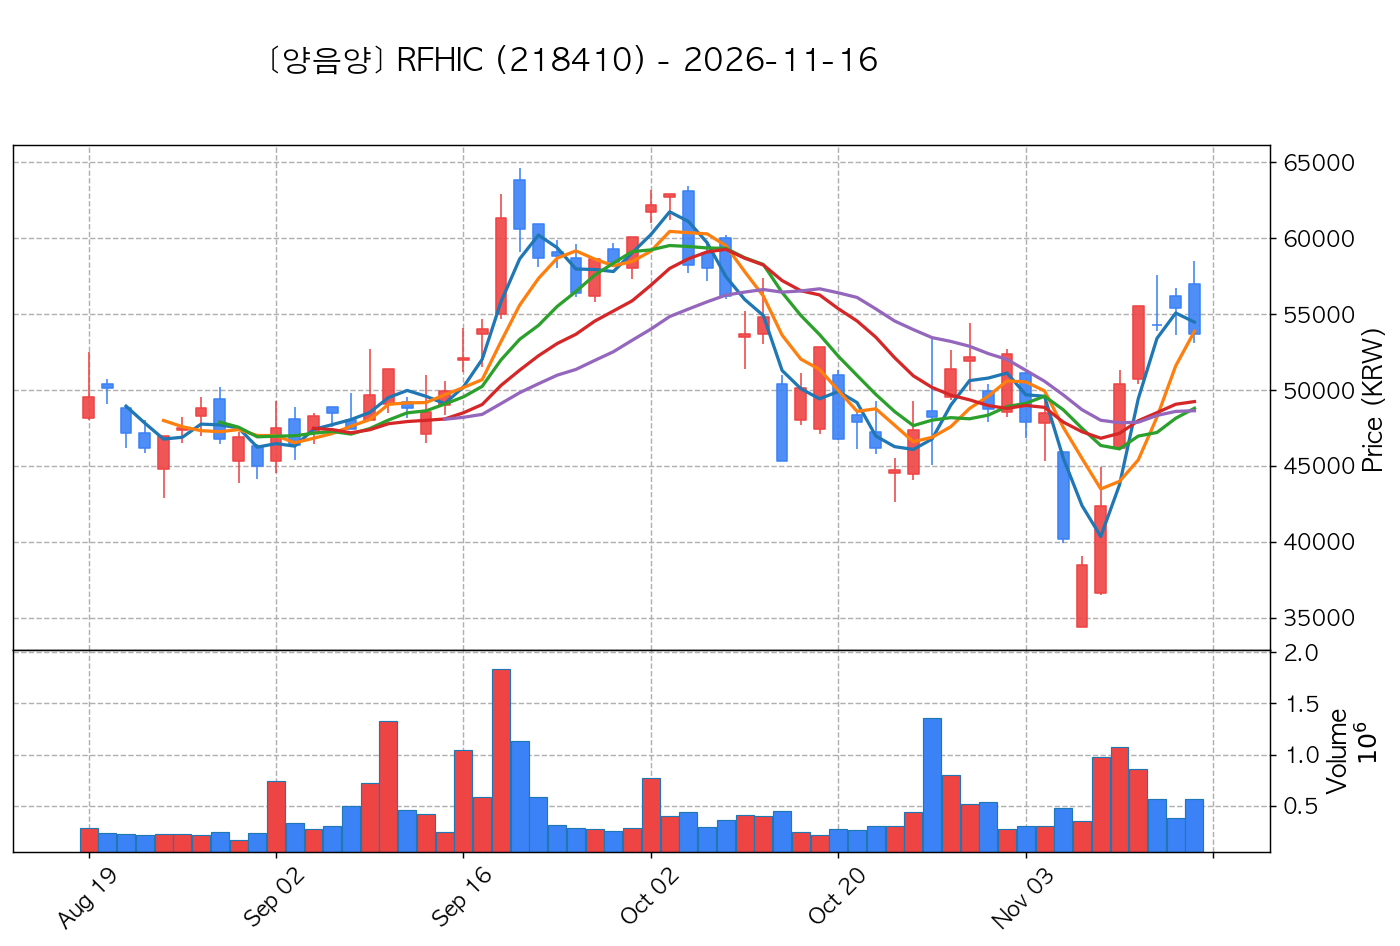 〔양음양〕 RFHIC (218410) - 2026-11-16
65000
60000
55000
50000
45000
40000
35000
Price (KRW)
2.0
1.5
1.0
0.5
Volume
10^6
Aug 19
Sep 02
Sep 16
Oct 02
Oct 20
Nov 03